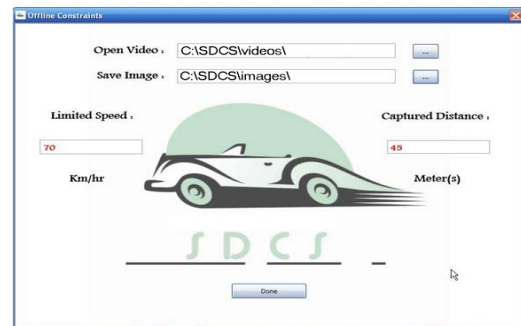 Offline Constraints
Open Video : C:\SDCS\videos\ ...
Save Image : C:\SDCS\images\ ...
Limited Speed : Captured Distance :
70 45
Km/hr Meter(s)
SDCS
Done